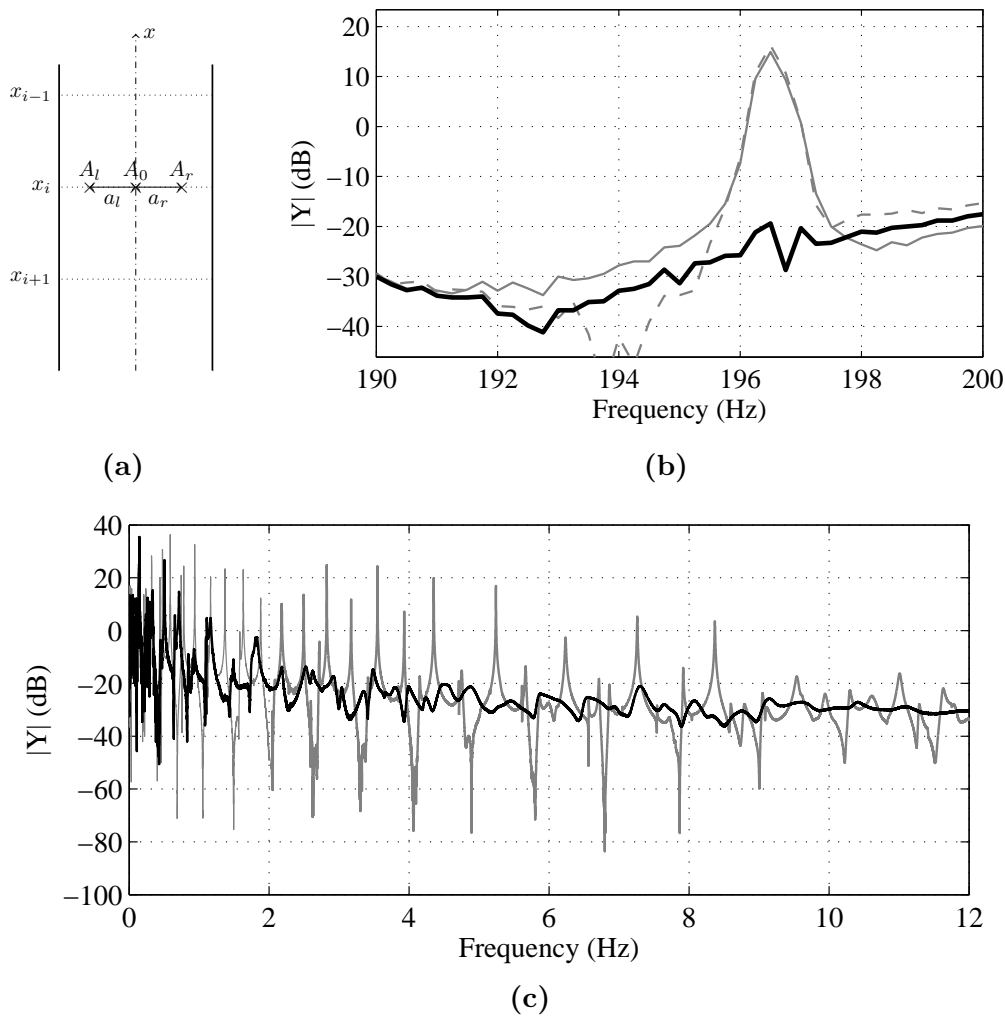 x
x_{i−1}
A_l A_0 A_r
x_i
a_l a_r
x_{i+1}
(a)
20
10
0
−10
−20
−30
−40
|Y| (dB)
190 192 194 196 198 200
Frequency (Hz)
(b)
40
20
0
−20
−40
−60
−80
−100
|Y| (dB)
0 2 4 6 8 10 12
Frequency (Hz)
(c)